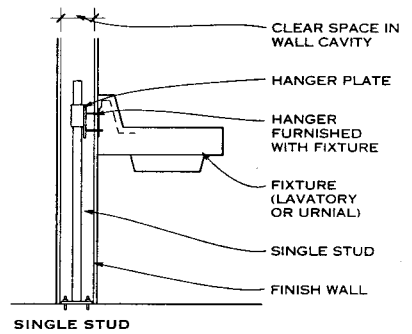 CLEAR SPACE IN
WALL CAVITY
HANGER PLATE
HANGER
FURNISHED
WITH FIXTURE
FIXTURE
(LAVATORY
OR URNIAL)
SINGLE STUD
FINISH WALL
SINGLE STUD